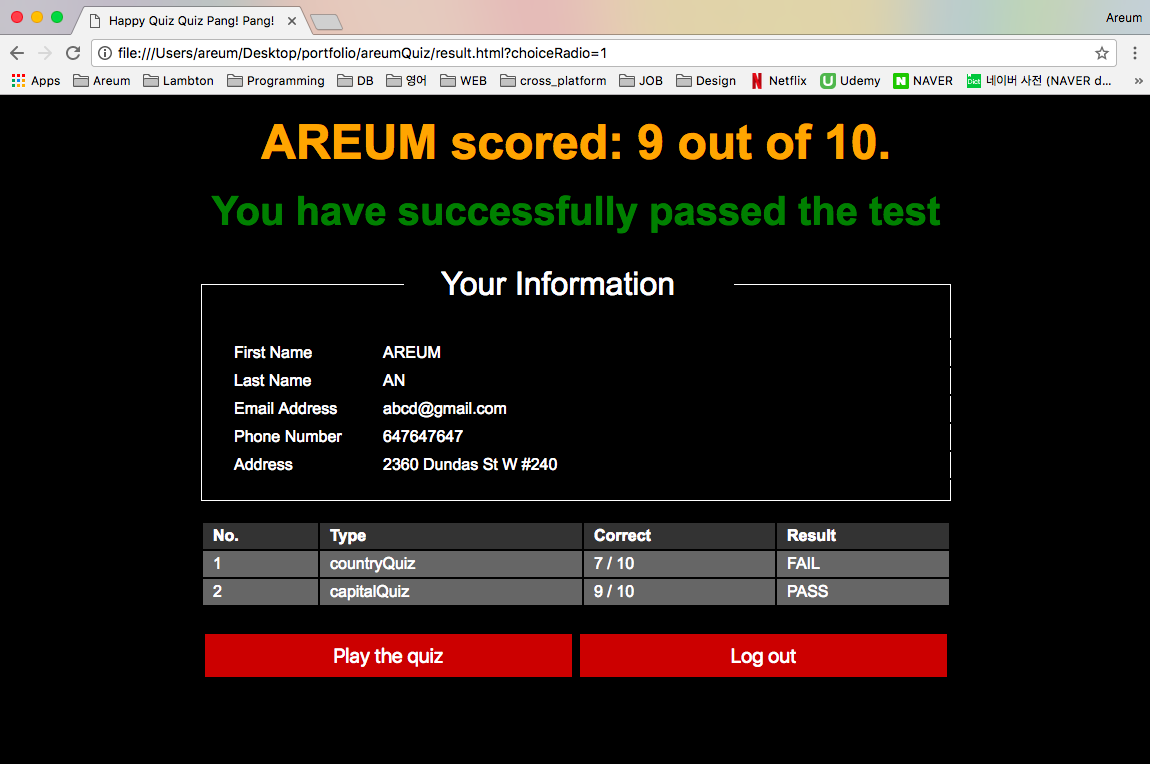 Happy Quiz Quiz Pang! Pang!
Areum
file:///Users/areum/Desktop/portfolio/areumQuiz/result.html?choiceRadio=1
Apps Areum Lambton Programming DB 영어 WEB cross_platform JOB Design Netflix Udemy NAVER 네이버 사전 (NAVER d...
AREUM scored: 9 out of 10.
You have successfully passed the test
Your Information
First Name AREUM
Last Name AN
Email Address abcd@gmail.com
Phone Number 647647647
Address 2360 Dundas St W #240
No. Type Correct Result
1 countryQuiz 7 / 10 FAIL
2 capitalQuiz 9 / 10 PASS
Play the quiz Log out